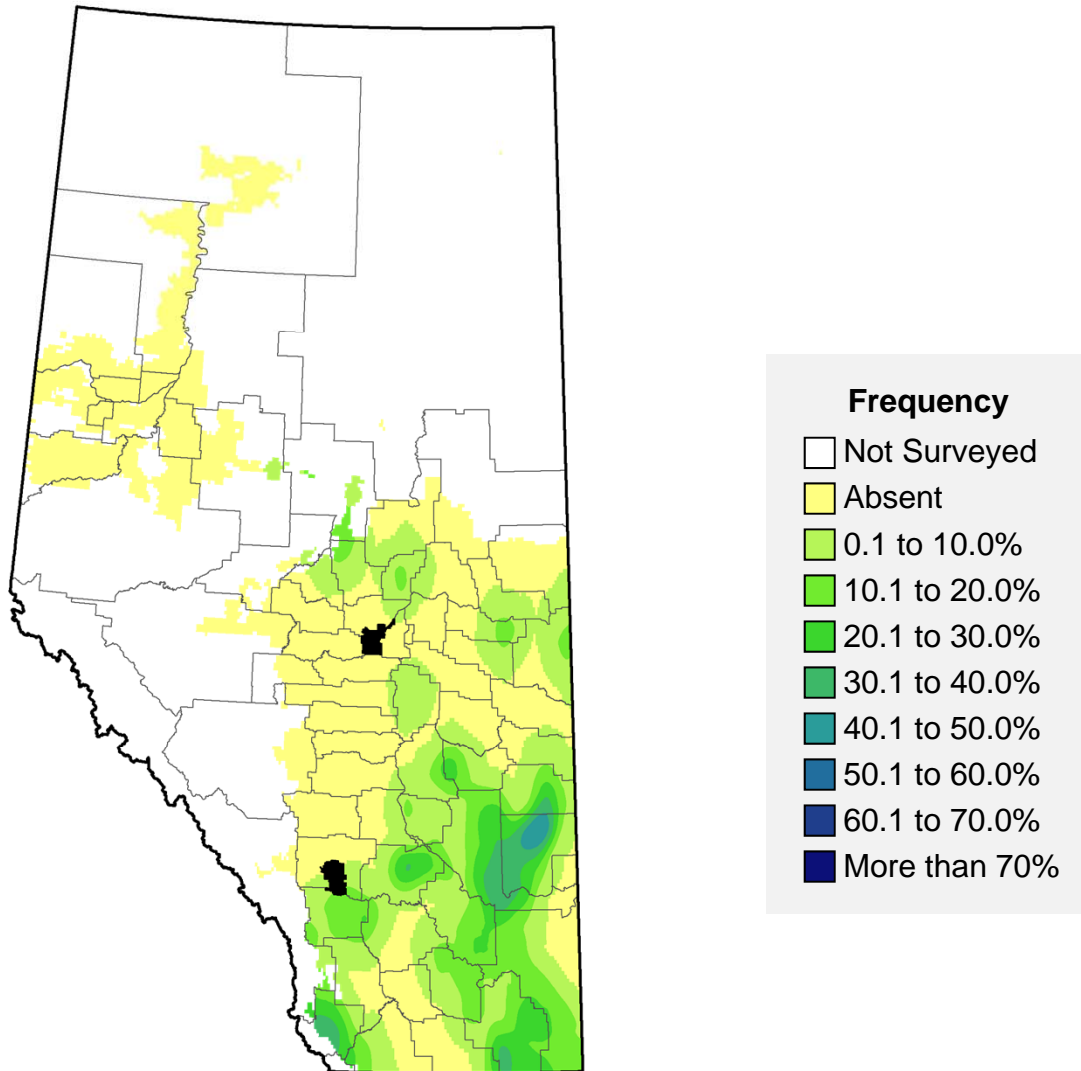 Frequency
Not Surveyed
Absent
0.1 to 10.0%
10.1 to 20.0%
20.1 to 30.0%
30.1 to 40.0%
40.1 to 50.0%
50.1 to 60.0%
60.1 to 70.0%
More than 70%